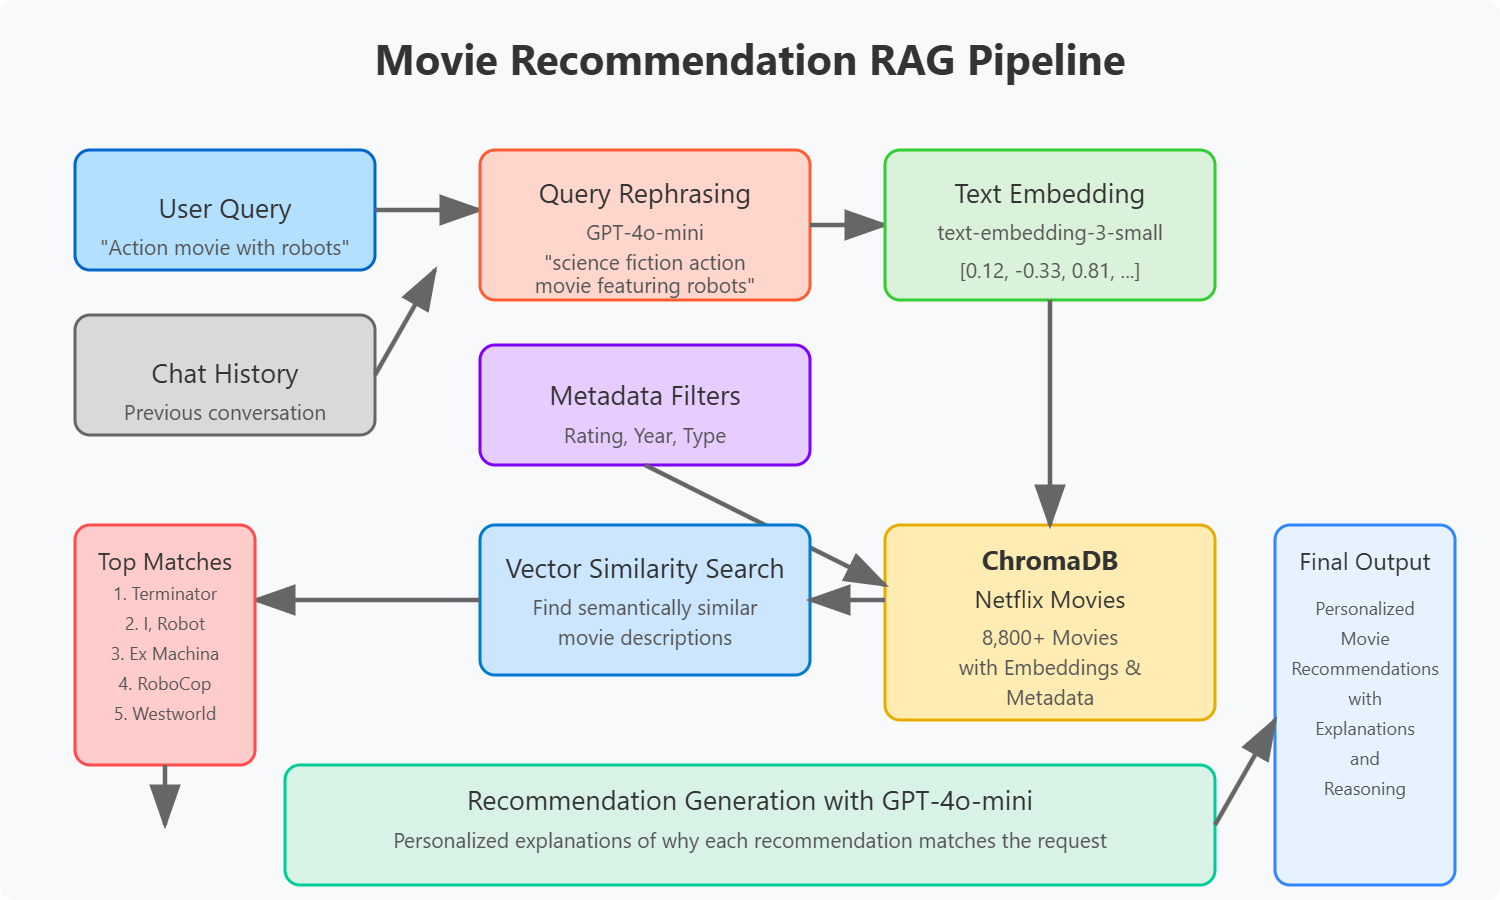 Movie Recommendation RAG Pipeline
User Query
"Action movie with robots"
Query Rephrasing
GPT-4o-mini
"science fiction action
movie featuring robots"
Text Embedding
text-embedding-3-small
[0.12, -0.33, 0.81, ...]
Chat History
Previous conversation
Metadata Filters
Rating, Year, Type
Top Matches
1. Terminator
2. I, Robot
3. Ex Machina
4. RoboCop
5. Westworld
Vector Similarity Search
Find semantically similar
movie descriptions
ChromaDB
Netflix Movies
8,800+ Movies
with Embeddings &
Metadata
Final Output
Personalized
Movie
Recommendations
with
Explanations
and
Reasoning
Recommendation Generation with GPT-4o-mini
Personalized explanations of why each recommendation matches the request